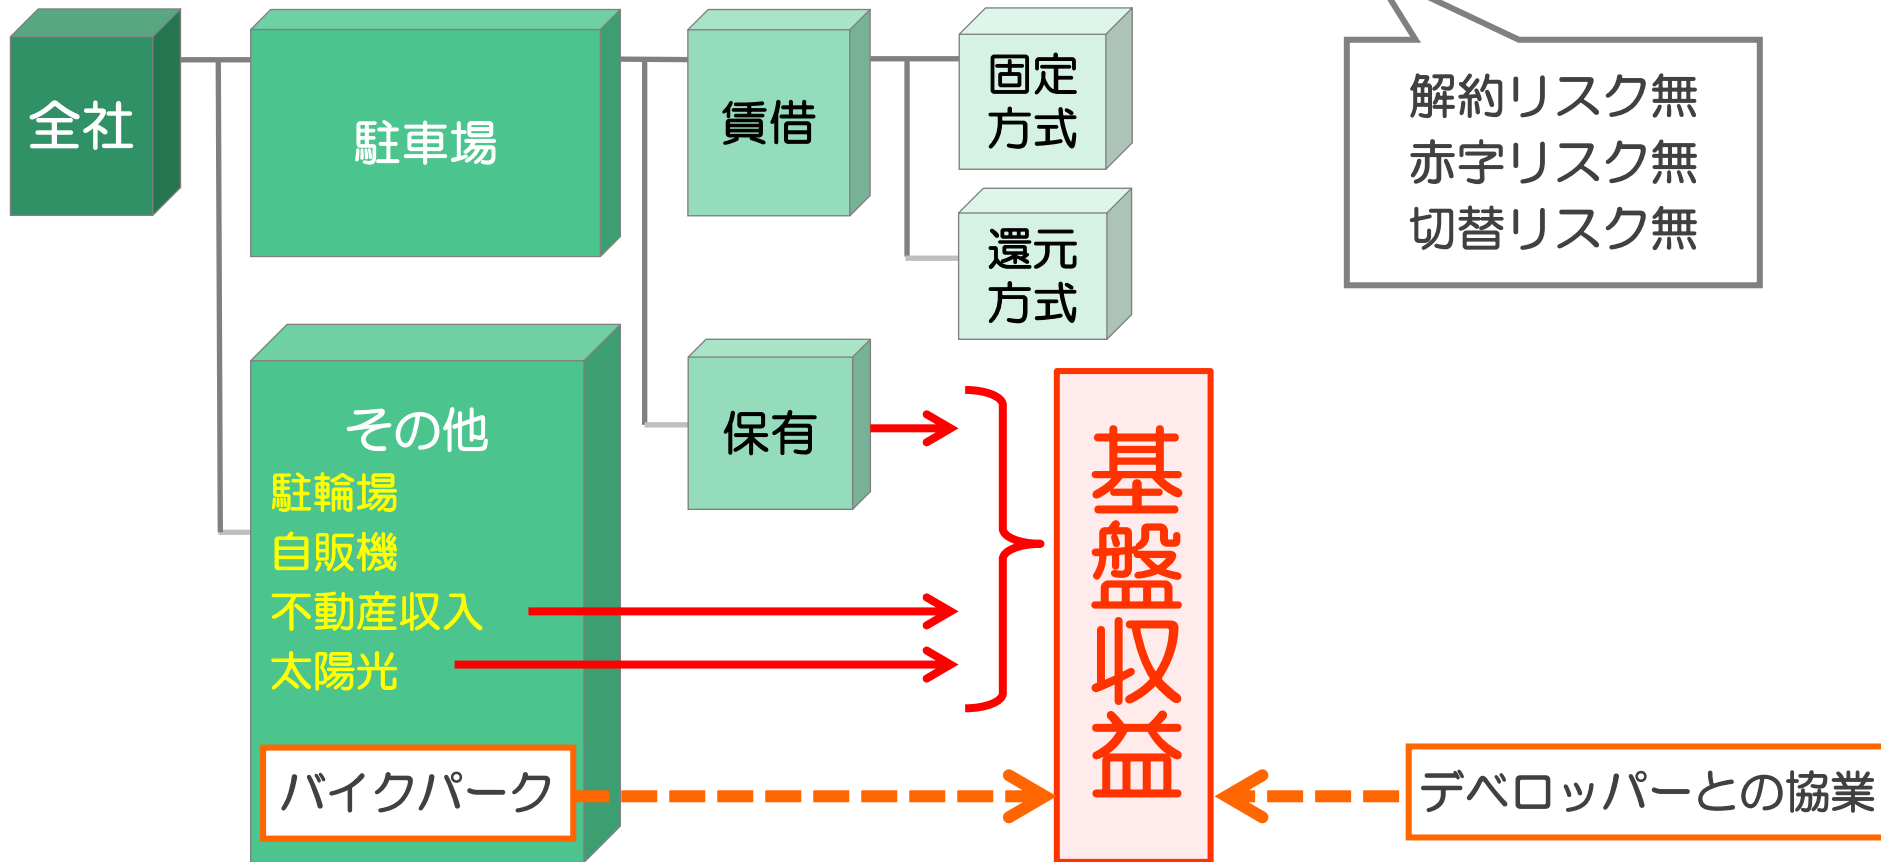 全社
駐車場
賃借
固定
方式
還元
方式
解約リスク無
赤字リスク無
切替リスク無
その他
駐輪場
自販機
不動産収入
太陽光
バイクパーク
保有
基盤収益
デベロッパーとの協業